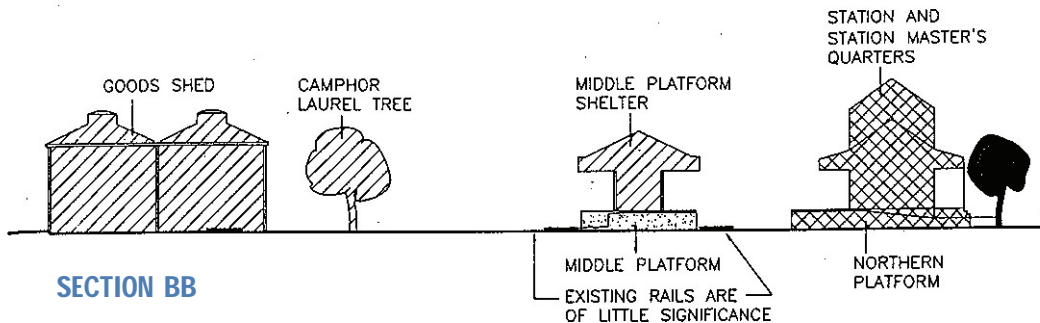 STATION AND
STATION MASTER'S
QUARTERS
GOODS SHED
CAMPHOR
LAUREL TREE
MIDDLE PLATFORM
SHELTER
MIDDLE PLATFORM
NORTHERN
PLATFORM
EXISTING RAILS ARE
OF LITTLE SIGNIFICANCE
SECTION BB